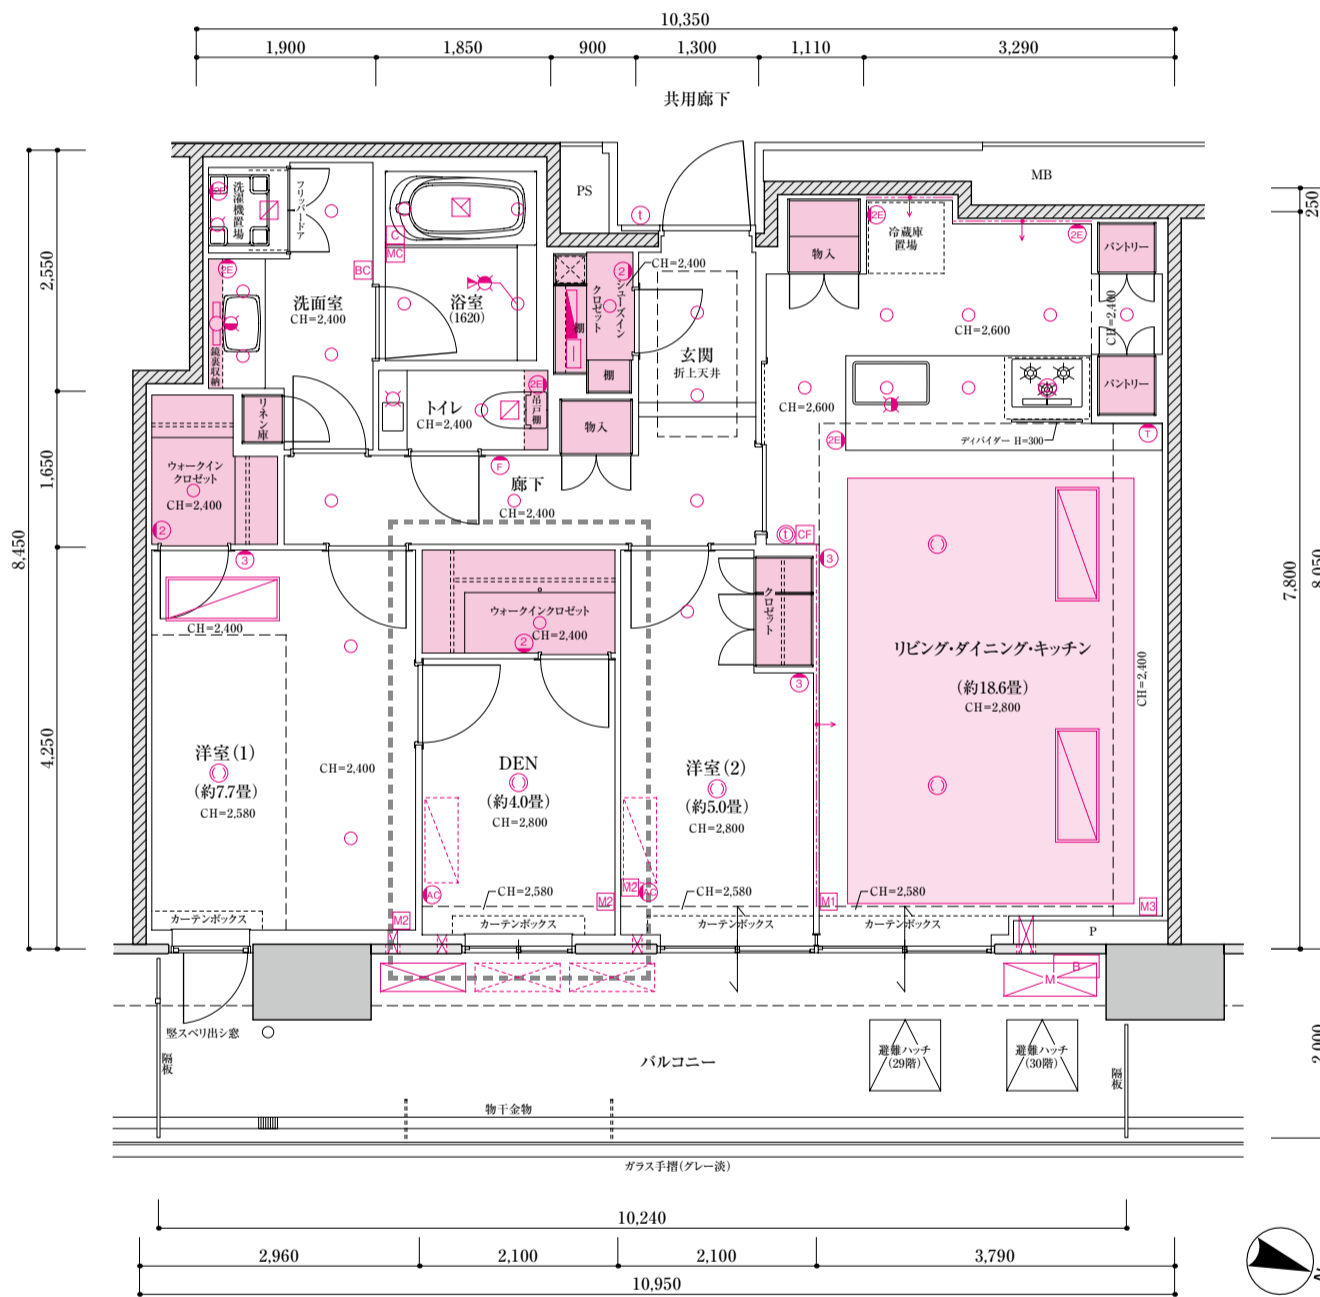 10,350
1,900
1,850
900
1,300
1,110
3,290
共用廊下
PS
MB
250
2,550
1,650
4,250
8,450
7,800
8,050
2,000
洗濯機置場
フリッパードア
2E
BC
C
MC
洗面室
CH=2,400
浴室
(1620)
鏡裏収納
リネン庫
トイレ
CH=2,400
吊戸棚
2E
2
シューズイン
クロゼット
CH=2,400
棚
棚
物入
玄関
折上天井
t
物入
2E
冷蔵庫
置場
2E
パントリー
CH=2,400
パントリー
CH=2,600
CH=2,600
ディバイダー H=300
2E
T
ウォークイン
クロゼット
CH=2,400
2
3
F
廊下
CH=2,400
t
CF
3
CH=2,400
ウォークインクロゼット
CH=2,400
2
クロゼット
3
リビング・ダイニング・キッチン
(約18.6畳)
CH=2,800
CH=2,400
洋室(1)
(約7.7畳)
CH=2,580
CH=2,400
DEN
(約4.0畳)
CH=2,800
洋室(2)
(約5.0畳)
CH=2,800
AC
CH=2,580
M2
M2
AC
CH=2,580
M1
CH=2,580
M3
カーテンボックス
M2
カーテンボックス
カーテンボックス
カーテンボックス
P
B
M
竪スベリ出シ窓
隔板
バルコニー
避難ハッチ
(29階)
避難ハッチ
(30階)
隔板
物干金物
ガラス手摺(グレー淡)
10,240
2,960
2,100
2,100
3,790
10,950
N